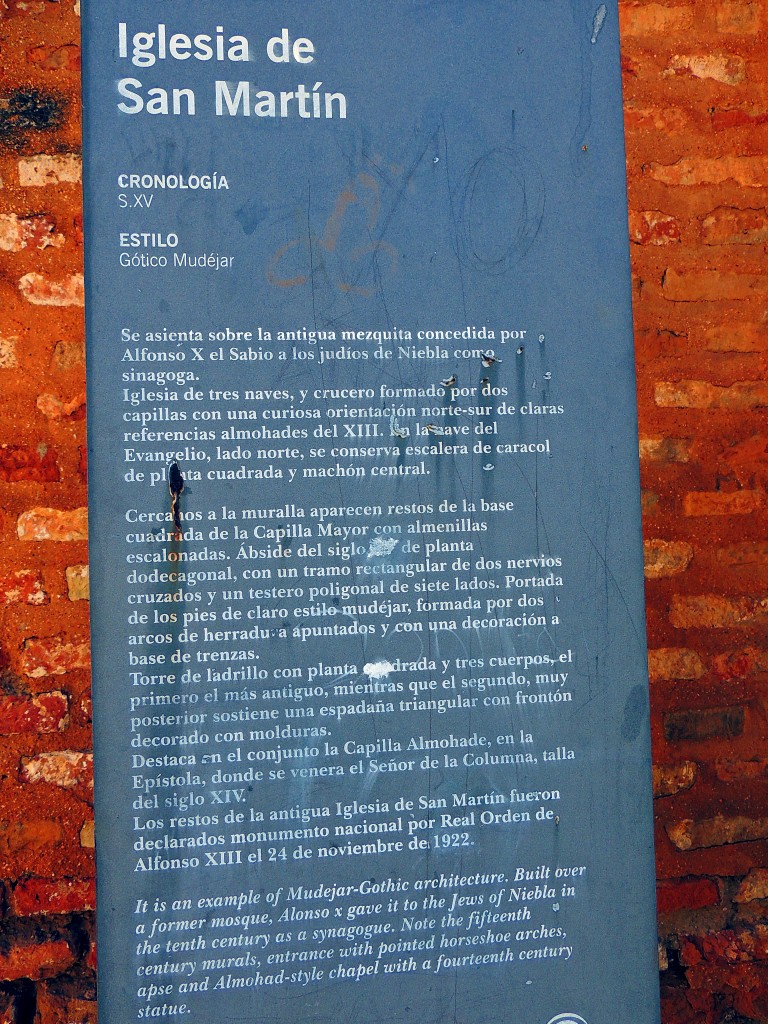 Iglesia de
San Martín
CRONOLOGÍA
S.XV
ESTILO
Gótico Mudéjar
Se asienta sobre la antigua mezquita concedida por
Alfonso X el Sabio a los judíos de Niebla como
sinagoga.
Iglesia de tres naves, y crucero formado por dos
capillas con una curiosa orientación norte-sur de claras
referencias almohades del XIII. En la nave del
Evangelio, lado norte, se conserva escalera de caracol
de planta cuadrada y machón central.
Cercanos a la muralla aparecen restos de la base
cuadrada de la Capilla Mayor con almenillas
escalonadas. Ábside del siglo de planta
dodecagonal, con un tramo rectangular de dos nervios
cruzados y un testero poligonal de siete lados. Portada
de los pies de claro estilo mudéjar, formada por dos
arcos de herradura apuntados y con una decoración a
base de trenzas.
Torre de ladrillo con planta cuadrada y tres cuerpos, el
primero el más antiguo, mientras que el segundo, muy
posterior sostiene una espadaña triangular con frontón
decorado con molduras.
Destaca en el conjunto la Capilla Almohade, en la
Epístola, donde se venera el Señor de la Columna, talla
del siglo XIV.
Los restos de la antigua Iglesia de San Martín fueron
declarados monumento nacional por Real Orden de
Alfonso XIII el 24 de noviembre de 1922.
It is an example of Mudejar-Gothic architecture. Built over
a former mosque, Alonso x gave it to the Jews of Niebla in
the tenth century as a synagogue. Note the fifteenth
century murals, entrance with pointed horseshoe arches,
apse and Almohad-style chapel with a fourteenth century
statue.